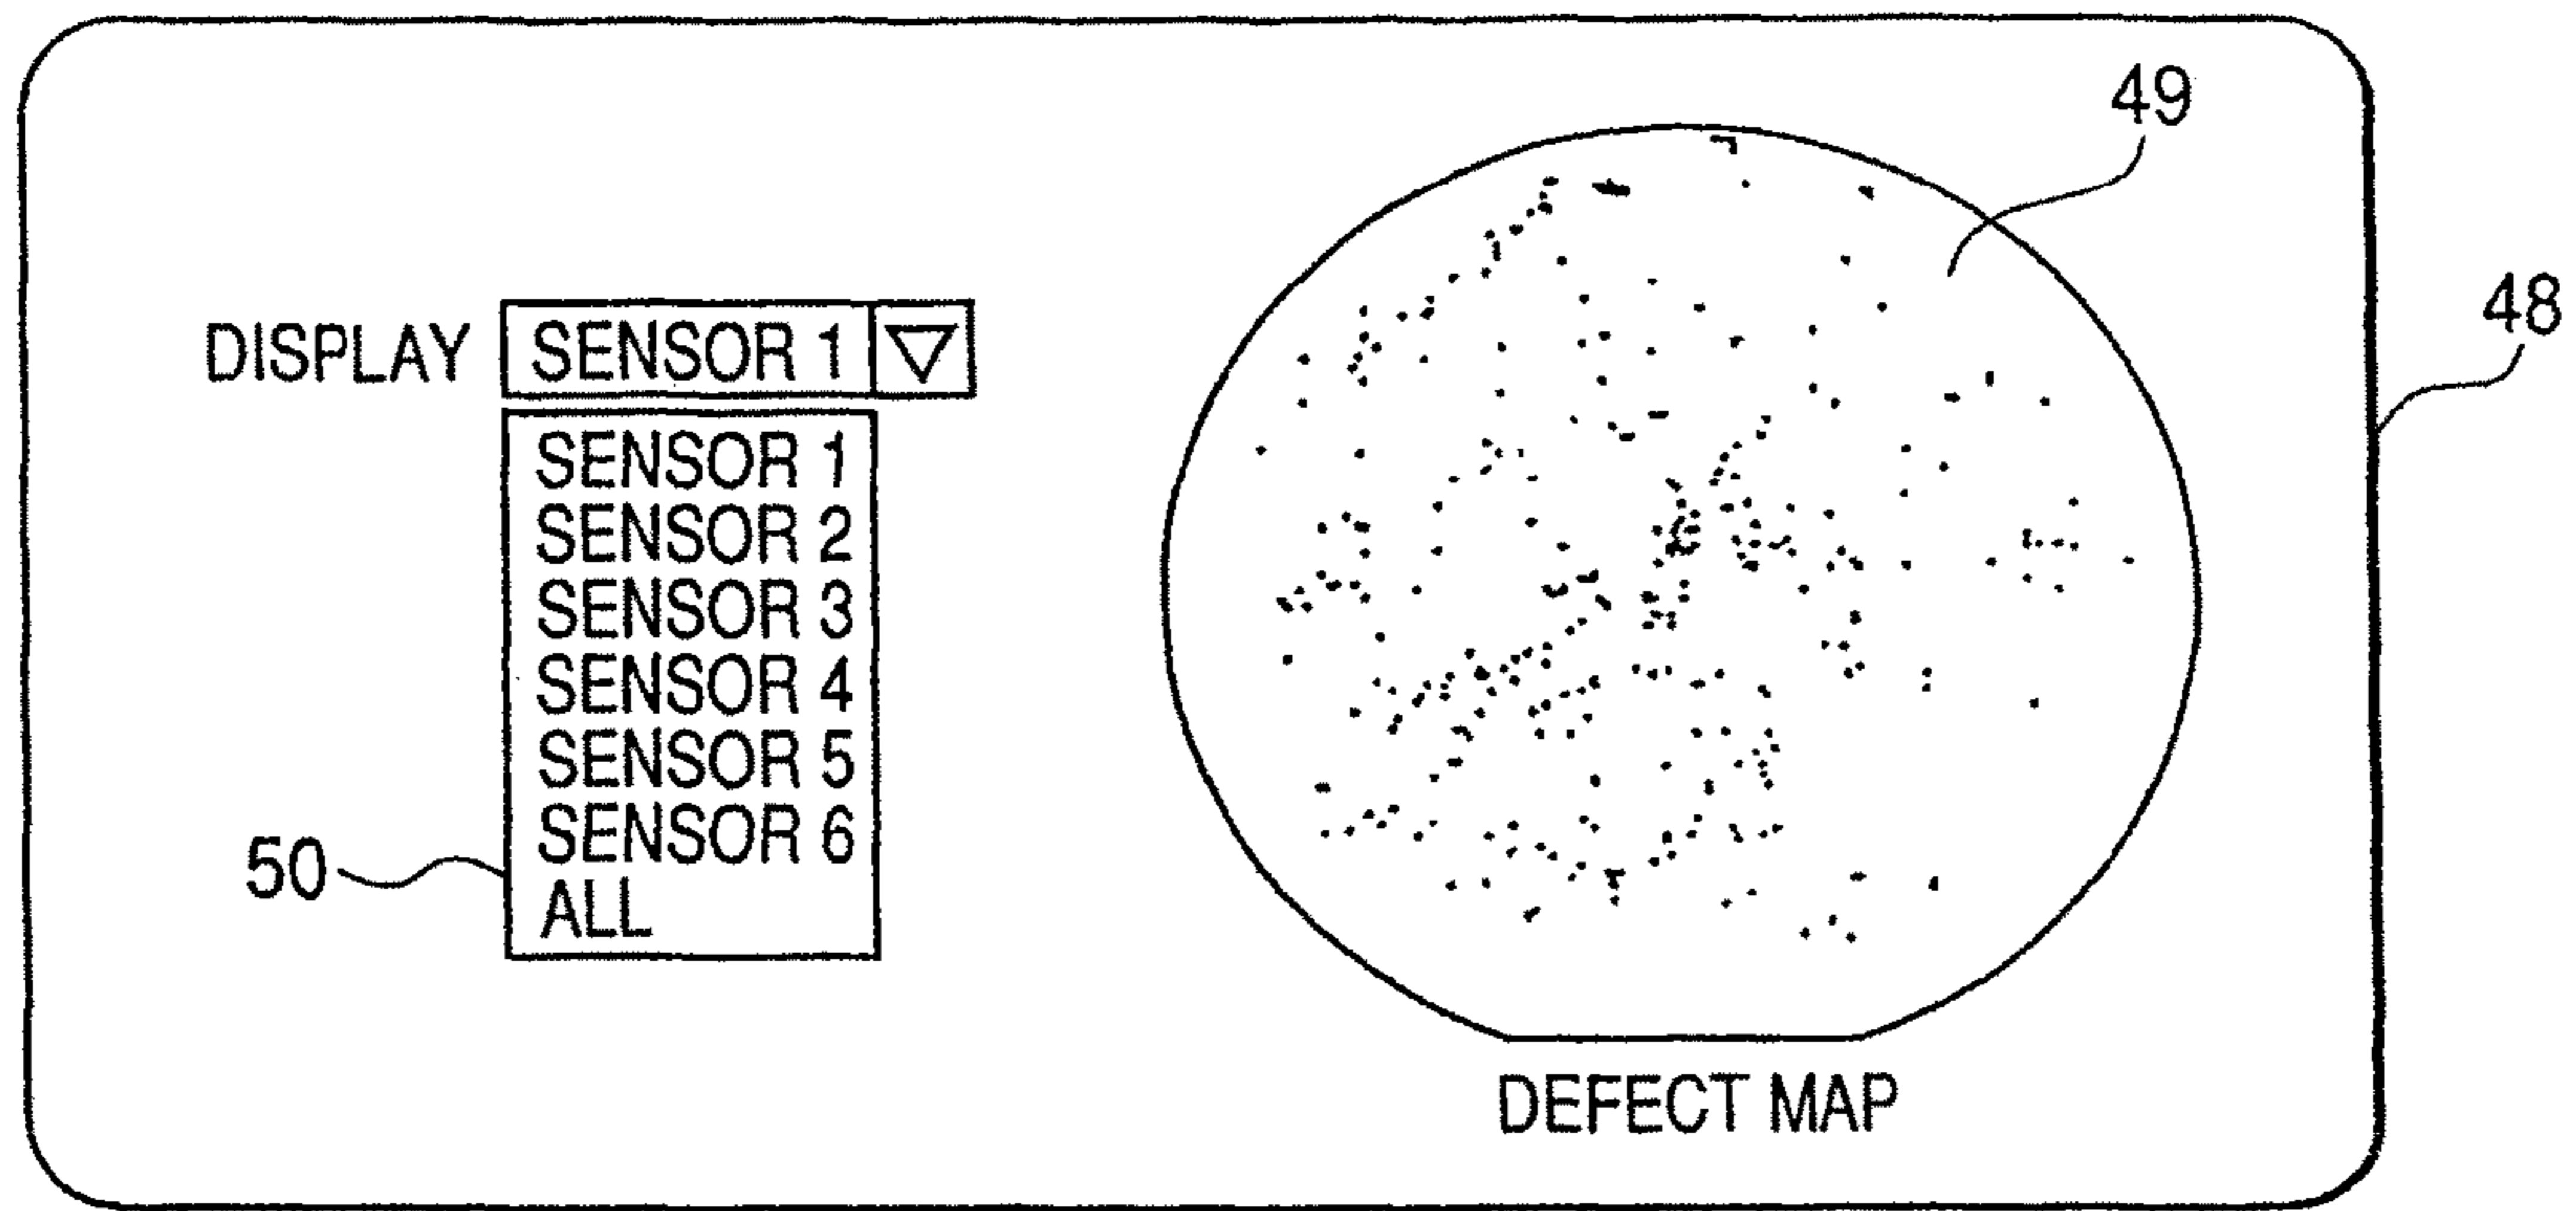 49
48
DISPLAY SENSOR 1
SENSOR 1
SENSOR 2
SENSOR 3
SENSOR 4
SENSOR 5
SENSOR 6
ALL
50
DEFECT MAP